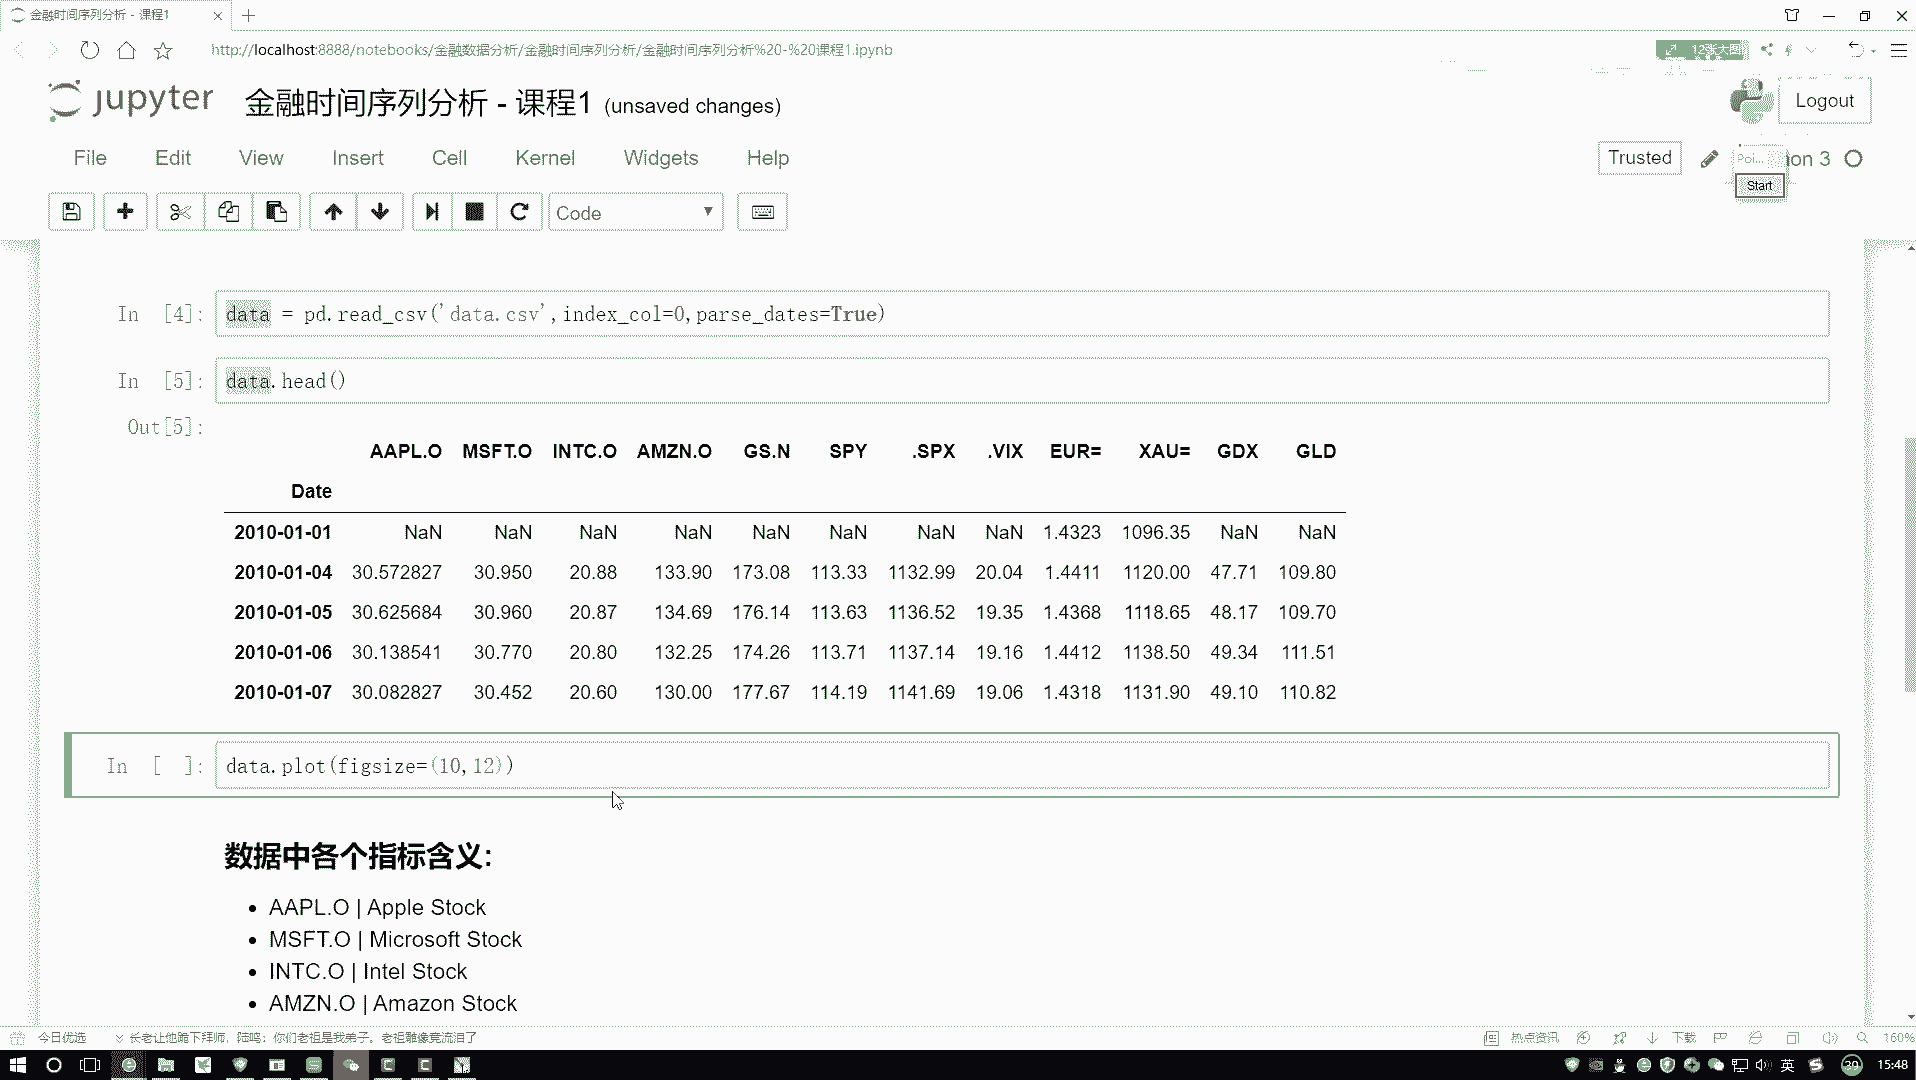 金融时间序列分析 - 课程1
http://localhost:8888/notebooks/金融数据分析/金融时间序列分析/金融时间序列分析%20-%20课程1.ipynb
12张大图
jupyter 金融时间序列分析 - 课程1 (unsaved changes)
Logout
File Edit View Insert Cell Kernel Widgets Help
Trusted
on 3
Poi...
Start
Code
In [4]: data = pd.read_csv('data.csv',index_col=0,parse_dates=True)
In [5]: data.head()
Out[5]:
AAPL.O MSFT.O INTC.O AMZN.O GS.N SPY .SPX .VIX EUR= XAU= GDX GLD
Date
2010-01-01 NaN NaN NaN NaN NaN NaN NaN NaN 1.4323 1096.35 NaN NaN
2010-01-04 30.572827 30.950 20.88 133.90 173.08 113.33 1132.99 20.04 1.4411 1120.00 47.71 109.80
2010-01-05 30.625684 30.960 20.87 134.69 176.14 113.63 1136.52 19.35 1.4368 1118.65 48.17 109.70
2010-01-06 30.138541 30.770 20.80 132.25 174.26 113.71 1137.14 19.16 1.4412 1138.50 49.34 111.51
2010-01-07 30.082827 30.452 20.60 130.00 177.67 114.19 1141.69 19.06 1.4318 1131.90 49.10 110.82
In [ ]: data.plot(figsize=(10,12))
数据中各个指标含义:
• AAPL.O | Apple Stock
• MSFT.O | Microsoft Stock
• INTC.O | Intel Stock
• AMZN.O | Amazon Stock
今日优选 长老让他跪下拜师，陆鸣：你们老祖是我弟子。老祖雕像竟流泪了
热点资讯 下载 160%
英 39 15:48